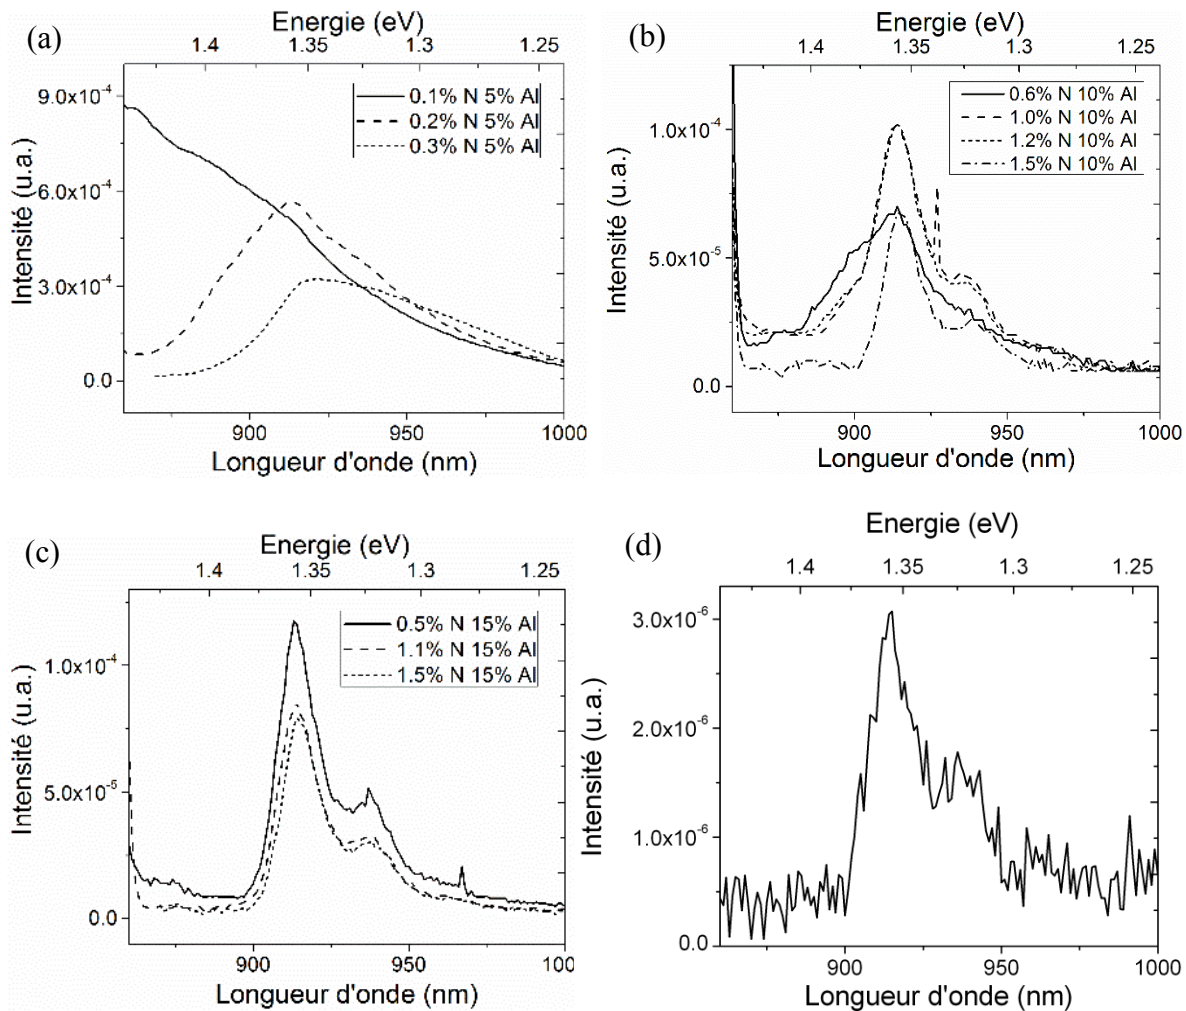 (a)
Energie (eV)
1.4 1.35 1.3 1.25
9.0x10⁻⁴
6.0x10⁻⁴
3.0x10⁻⁴
0.0
Intensité (u.a.)
0.1% N 5% Al
0.2% N 5% Al
0.3% N 5% Al
900 950 1000
Longueur d'onde (nm)
(b)
Energie (eV)
1.4 1.35 1.3 1.25
1.0x10⁻⁴
5.0x10⁻⁵
0.0
Intensité (u.a.)
0.6% N 10% Al
1.0% N 10% Al
1.2% N 10% Al
1.5% N 10% Al
900 950 1000
Longueur d'onde (nm)
(c)
Energie (eV)
1.4 1.35 1.3 1.25
1.0x10⁻⁴
5.0x10⁻⁵
0.0
Intensité (u.a.)
0.5% N 15% Al
1.1% N 15% Al
1.5% N 15% Al
900 950 100
Longueur d'onde (nm)
(d)
Energie (eV)
1.4 1.35 1.3 1.25
3.0x10⁻⁶
2.0x10⁻⁶
1.0x10⁻⁶
0.0
Intensité (u.a.)
900 950 1000
Longueur d'onde (nm)